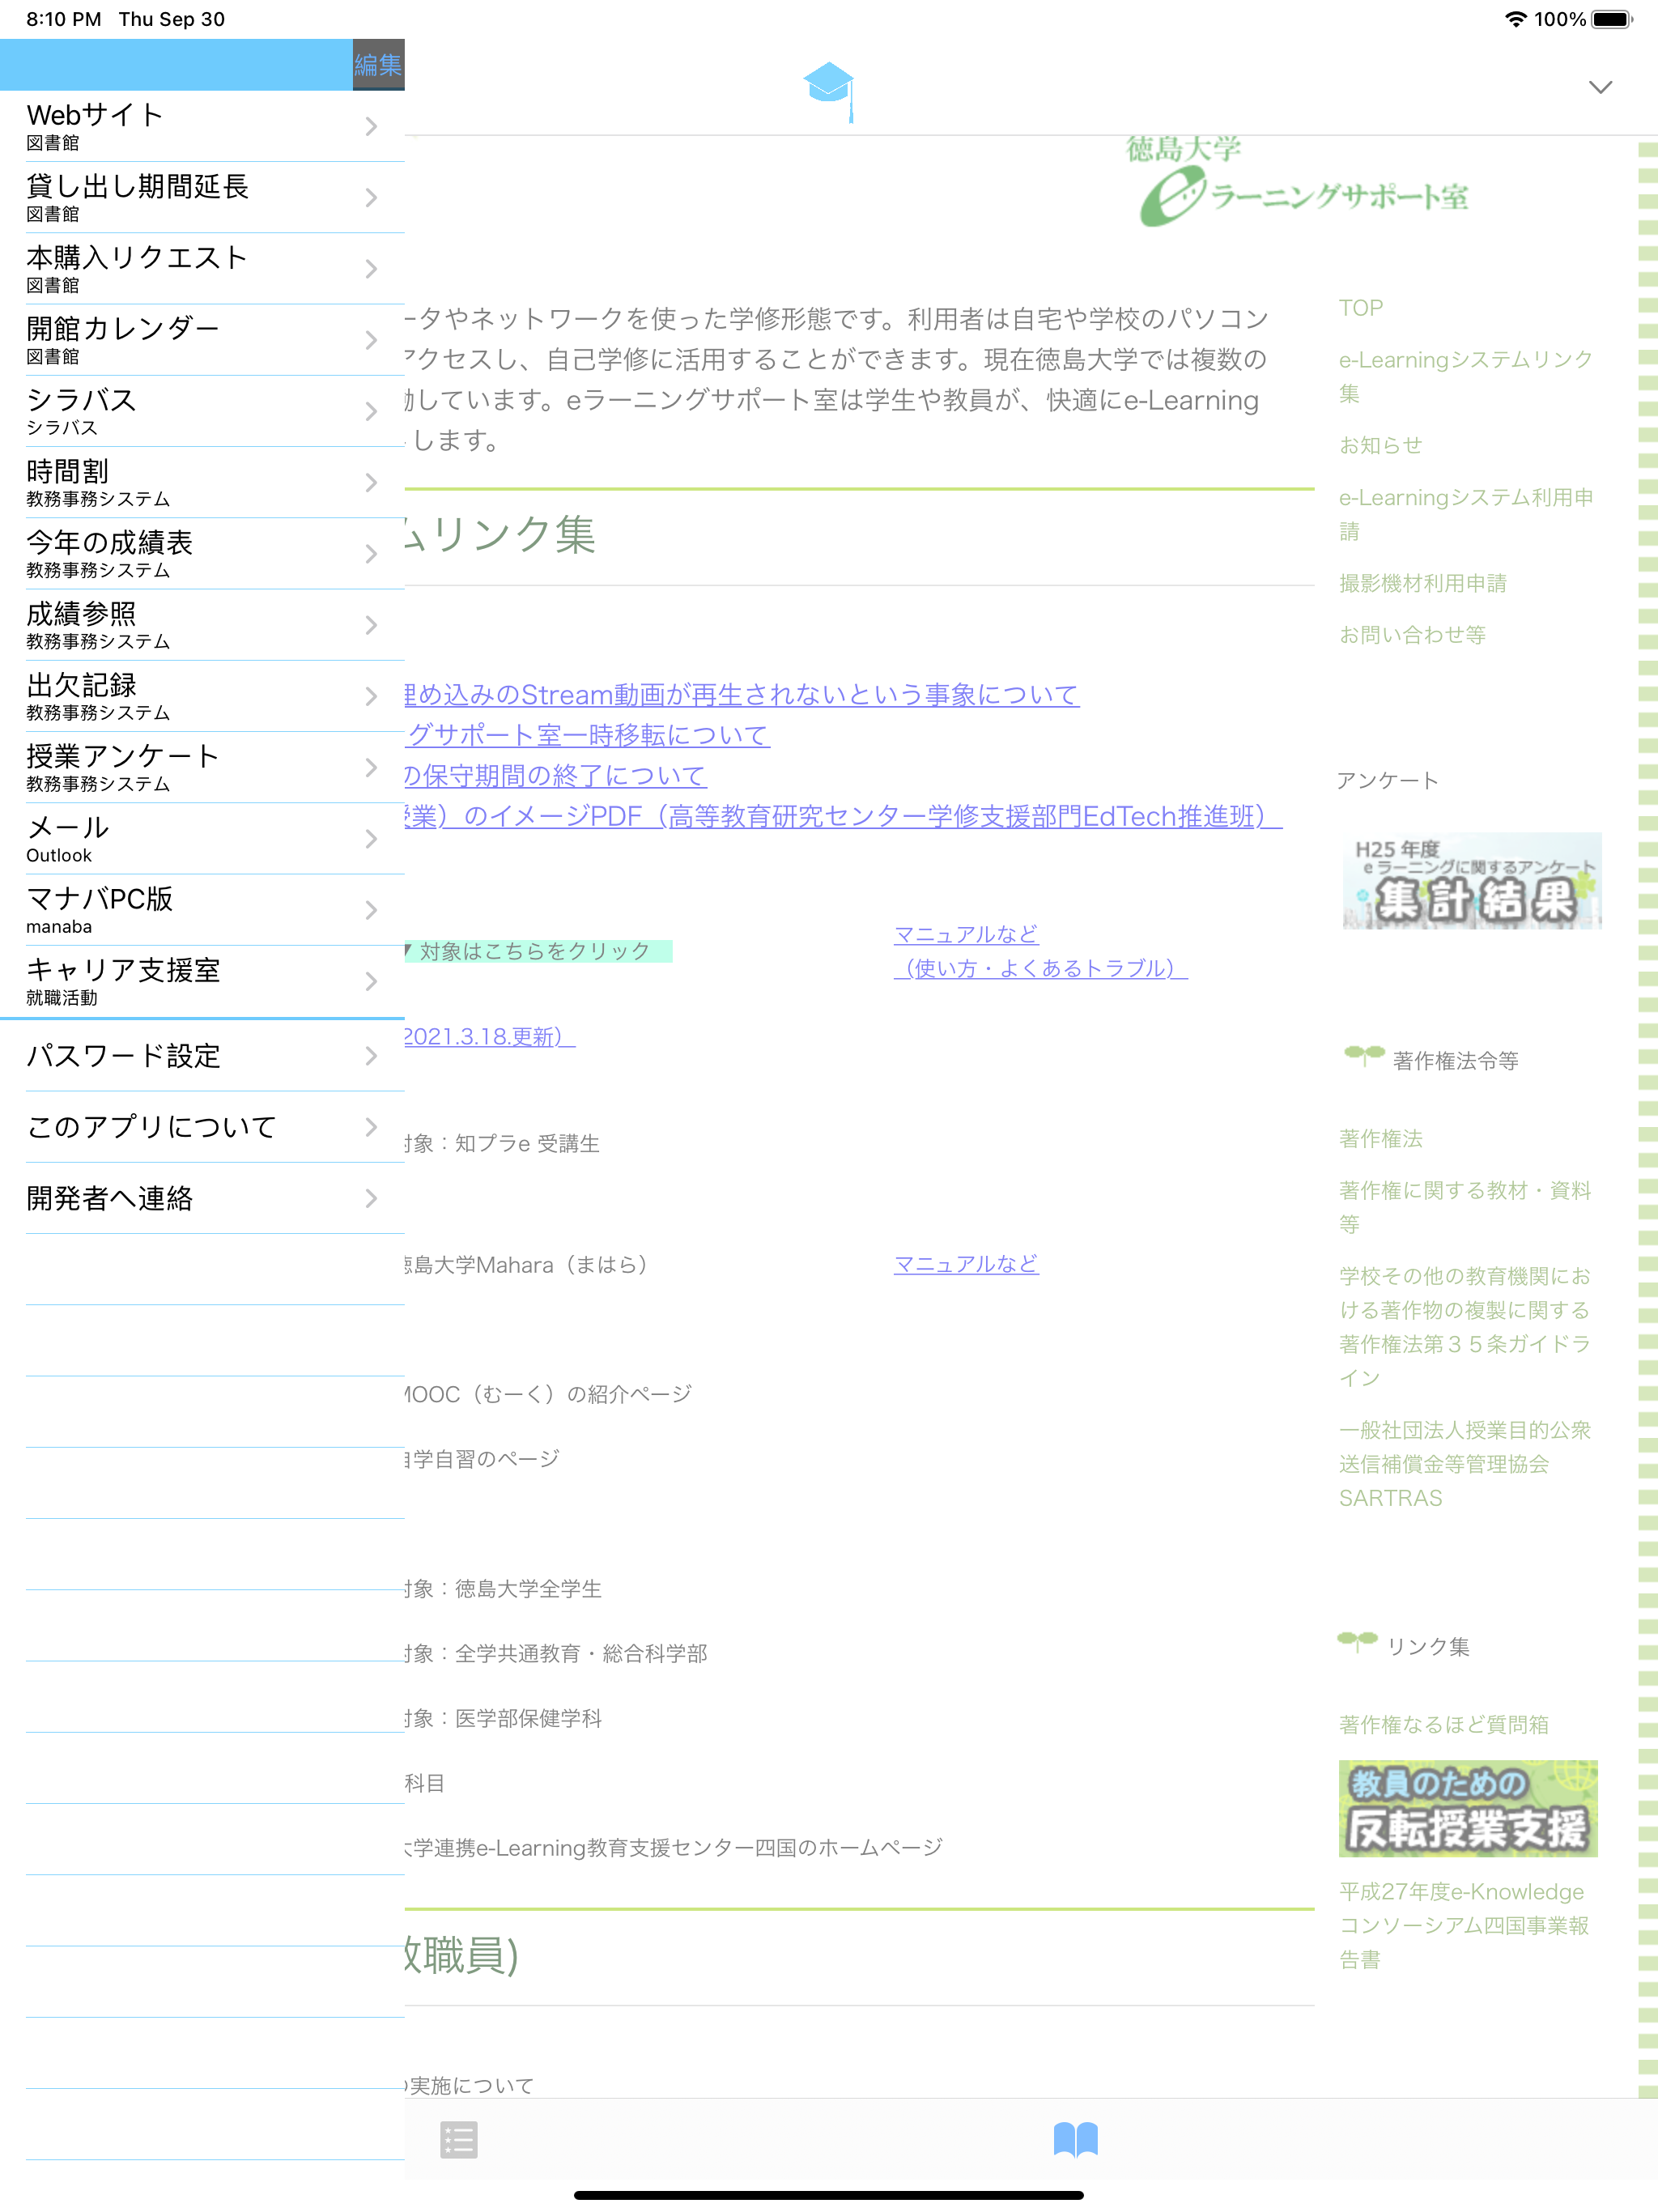 8:10 PM Thu Sep 30
100%
編集
Webサイト
図書館
貸し出し期間延長
図書館
本購入リクエスト
図書館
開館カレンダー
図書館
シラバス
シラバス
時間割
教務事務システム
今年の成績表
教務事務システム
成績参照
教務事務システム
出欠記録
教務事務システム
授業アンケート
教務事務システム
メール
Outlook
マナバPC版
manaba
キャリア支援室
就職活動
パスワード設定
このアプリについて
開発者へ連絡
徳島大学
ラーニングサポート室
ータやネットワークを使った学修形態です。利用者は自宅や学校のパソコン
アクセスし、自己学修に活用することができます。現在徳島大学では複数の
働しています。eラーニングサポート室は学生や教員が、快適にe-Learning
します。
ムリンク集
埋め込みのStream動画が再生されないという事象について
グサポート室一時移転について
の保守期間の終了について
授業）のイメージPDF（高等教育研究センター学修支援部門EdTech推進班）
▼ 対象はこちらをクリック
マニュアルなど
（使い方・よくあるトラブル）
2021.3.18.更新）
対象：知プラe 受講生
徳島大学Mahara（まはら）
マニュアルなど
MOOC（むーく）の紹介ページ
自学自習のページ
対象：徳島大学全学生
対象：全学共通教育・総合科学部
対象：医学部保健学科
科目
大学連携e-Learning教育支援センター四国のホームページ
教職員)
実施について
TOP
e-Learningシステムリンク
集
お知らせ
e-Learningシステム利用申
請
撮影機材利用申請
お問い合わせ等
アンケート
H25 年度
eラーニングに関するアンケート
集計結果
著作権法令等
著作権法
著作権に関する教材・資料
等
学校その他の教育機関にお
ける著作物の複製に関する
著作権法第３５条ガイドラ
イン
一般社団法人授業目的公衆
送信補償金等管理協会
SARTRAS
リンク集
著作権なるほど質問箱
教員のための
反転授業支援
平成27年度e-Knowledge
コンソーシアム四国事業報
告書